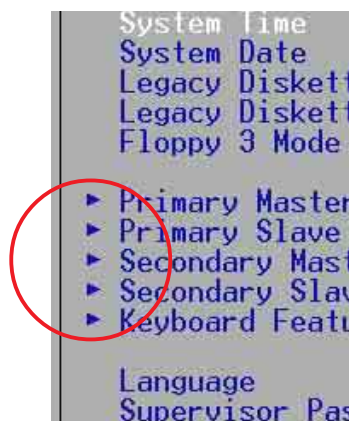 System Time
System Date
Legacy Diskett
Legacy Diskett
Floppy 3 Mode
Primary Master
Primary Slave
Secondary Mast
Secondary Slav
Keyboard Featu
Language
Supervisor Pas